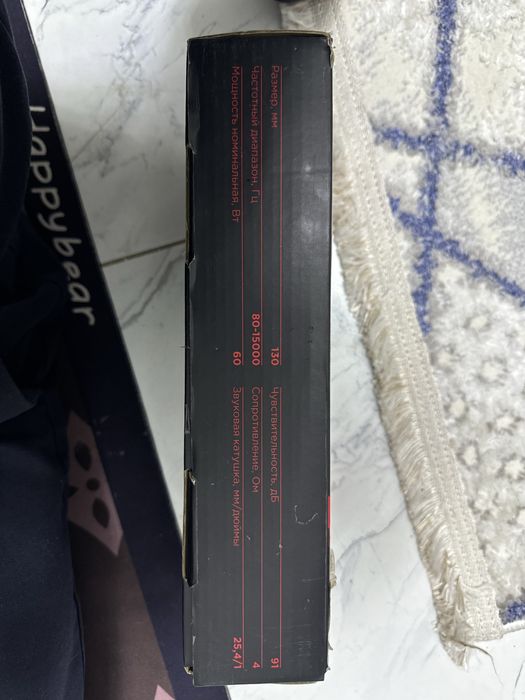 Размер, мм 130
Частотный диапазон, Гц 80-15000
Мощность номинальная, Вт 60
Чувствительность, дБ 91
Сопротивление, Ом 4
Звуковая катушка, мм/дюймы 25,4/1
Happybear